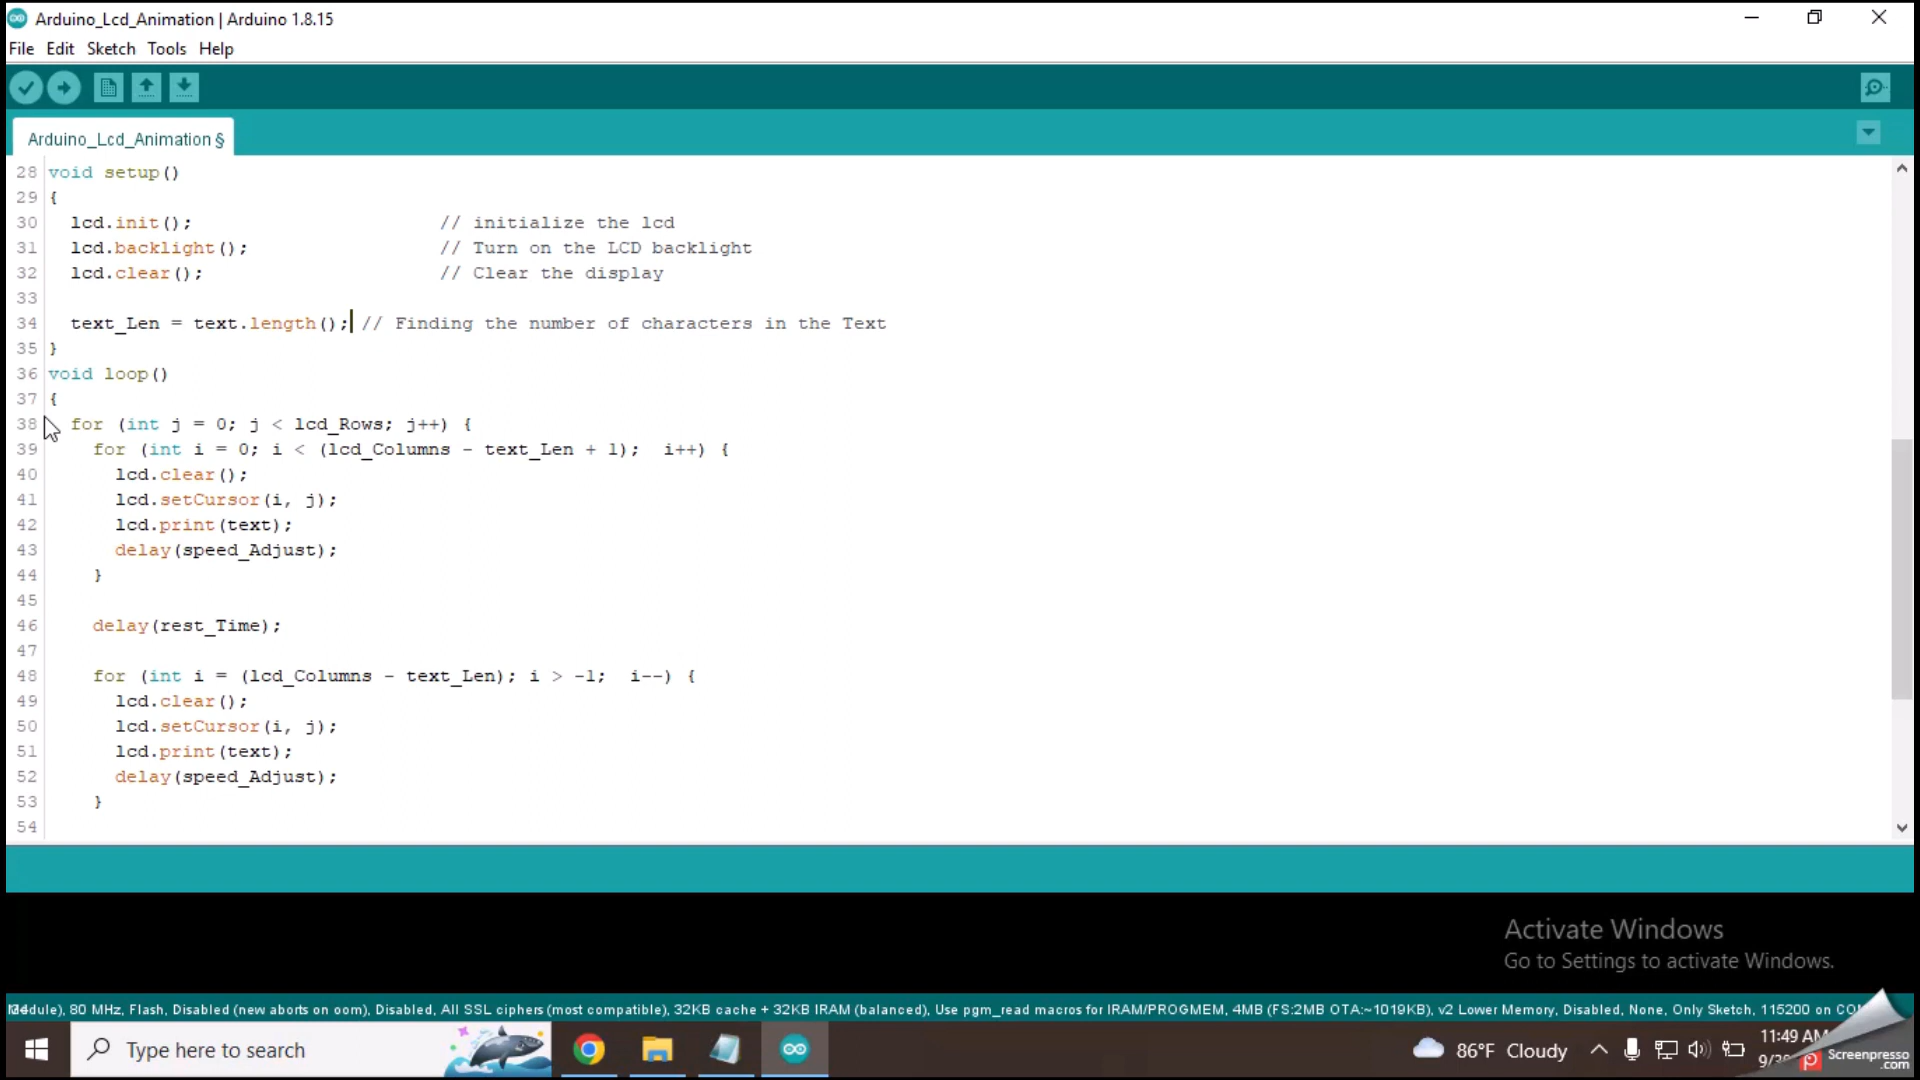 Arduino_Lcd_Animation | Arduino 1.8.15
File Edit Sketch Tools Help
Arduino_Lcd_Animation §
28 void setup()
29 {
30 lcd.init(); // initialize the lcd
31 lcd.backlight(); // Turn on the LCD backlight
32 lcd.clear(); // Clear the display
33
34 text_Len = text.length(); // Finding the number of characters in the Text
35 }
36 void loop()
37 {
38 for (int j = 0; j < lcd_Rows; j++) {
39 for (int i = 0; i < (lcd_Columns - text_Len + 1); i++) {
40 lcd.clear();
41 lcd.setCursor(i, j);
42 lcd.print(text);
43 delay(speed_Adjust);
44 }
45
46 delay(rest_Time);
47
48 for (int i = (lcd_Columns - text_Len); i > -1; i--) {
49 lcd.clear();
50 lcd.setCursor(i, j);
51 lcd.print(text);
52 delay(speed_Adjust);
53 }
54
Activate Windows
Go to Settings to activate Windows.
80 MHz, Flash, Disabled (new aborts on oom), Disabled, All SSL ciphers (most compatible), 32KB cache + 32KB IRAM (balanced), Use pgm_read macros for IRAM/PROGMEM, 4MB (FS:2MB OTA:~1019KB), v2 Lower Memory, Disabled, None, Only Sketch, 115200 on
Type here to search
86°F Cloudy
11:49 AM
Screenpresso
.com